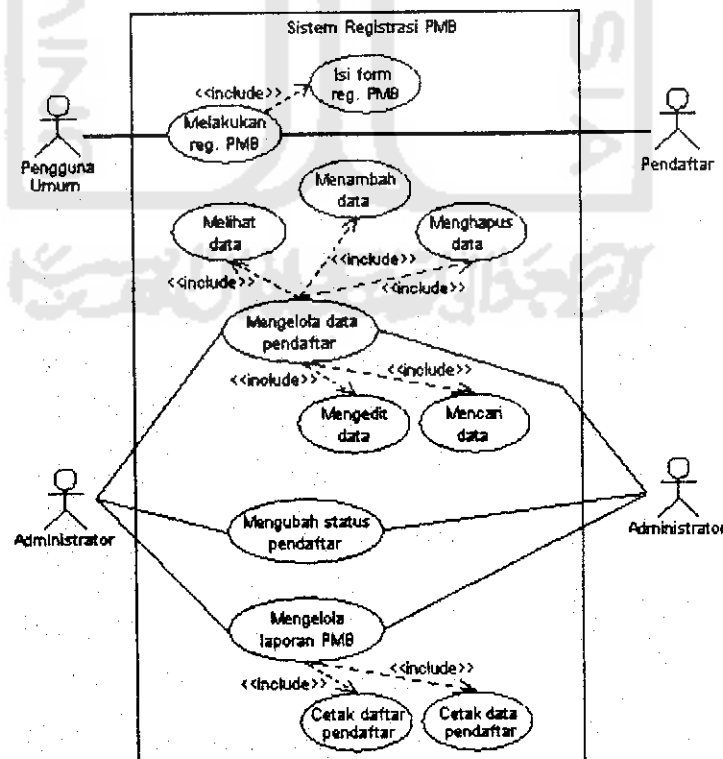 Sistem Registrasi PMB
<<include>>
Isi form
reg. PMB
Melakukan
reg. PMB
Pengguna
Umum
Pendaftar
Menambah
data
Melihat
data
Menghapus
data
<<include>>
<<include>>
<<include>>
Mengelola data
pendaftar
<<include>>
<<include>>
Mengedit
data
Mencari
data
Administrator
Mengubah status
pendaftar
Administrator
Mengelola
laporan PMB
<<include>>
<<include>>
Cetak daftar
pendaftar
Cetak data
pendaftar